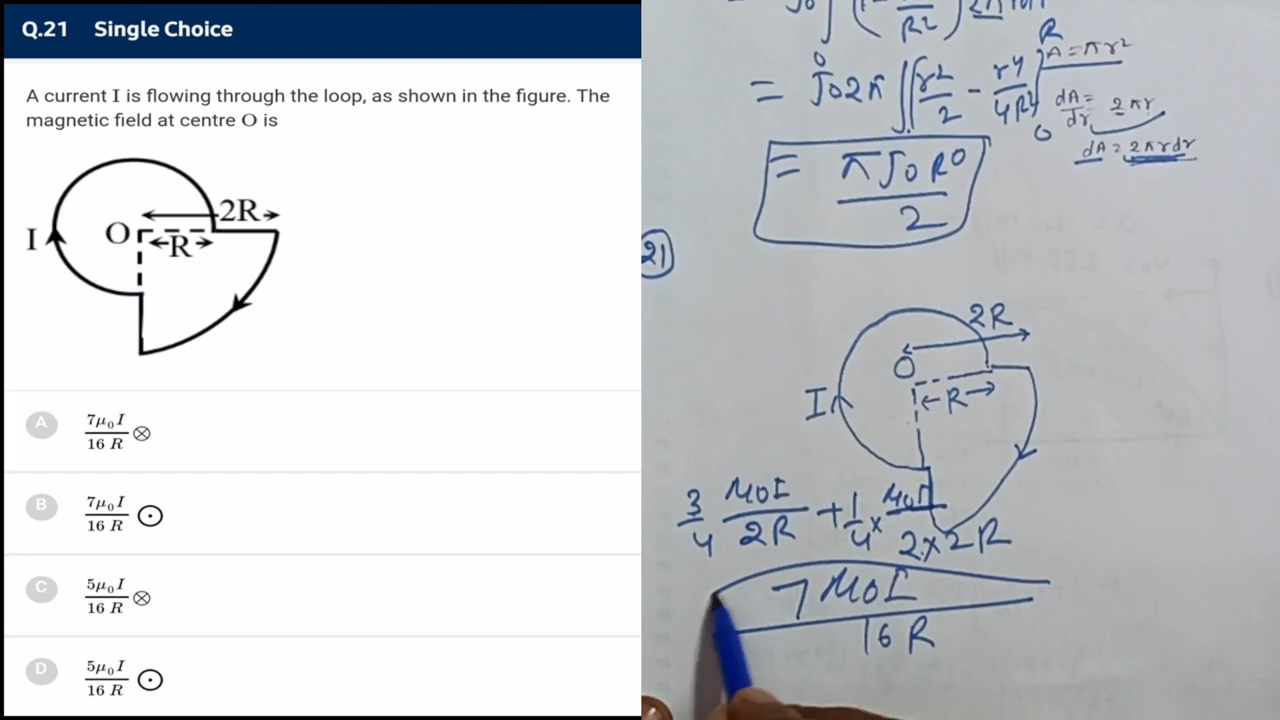 Q.21 Single Choice
A current I is flowing through the loop, as shown in the figure. The
magnetic field at centre O is
2R
I O R
A 7μ₀I / 16 R ⊗
B 7μ₀I / 16 R ⊙
C 5μ₀I / 16 R ⊗
D 5μ₀I / 16 R ⊙
= J0 2π [r²/2 - r⁴/4R²] R 0
A = πr²
dA/dr = 2πr
dA = 2πrdr
= πJ0R⁰ / 2
21
2R
O
I R
3/4 μ0I/2R + 1/4 × μ0I/2×2R
7μ0I / 16R